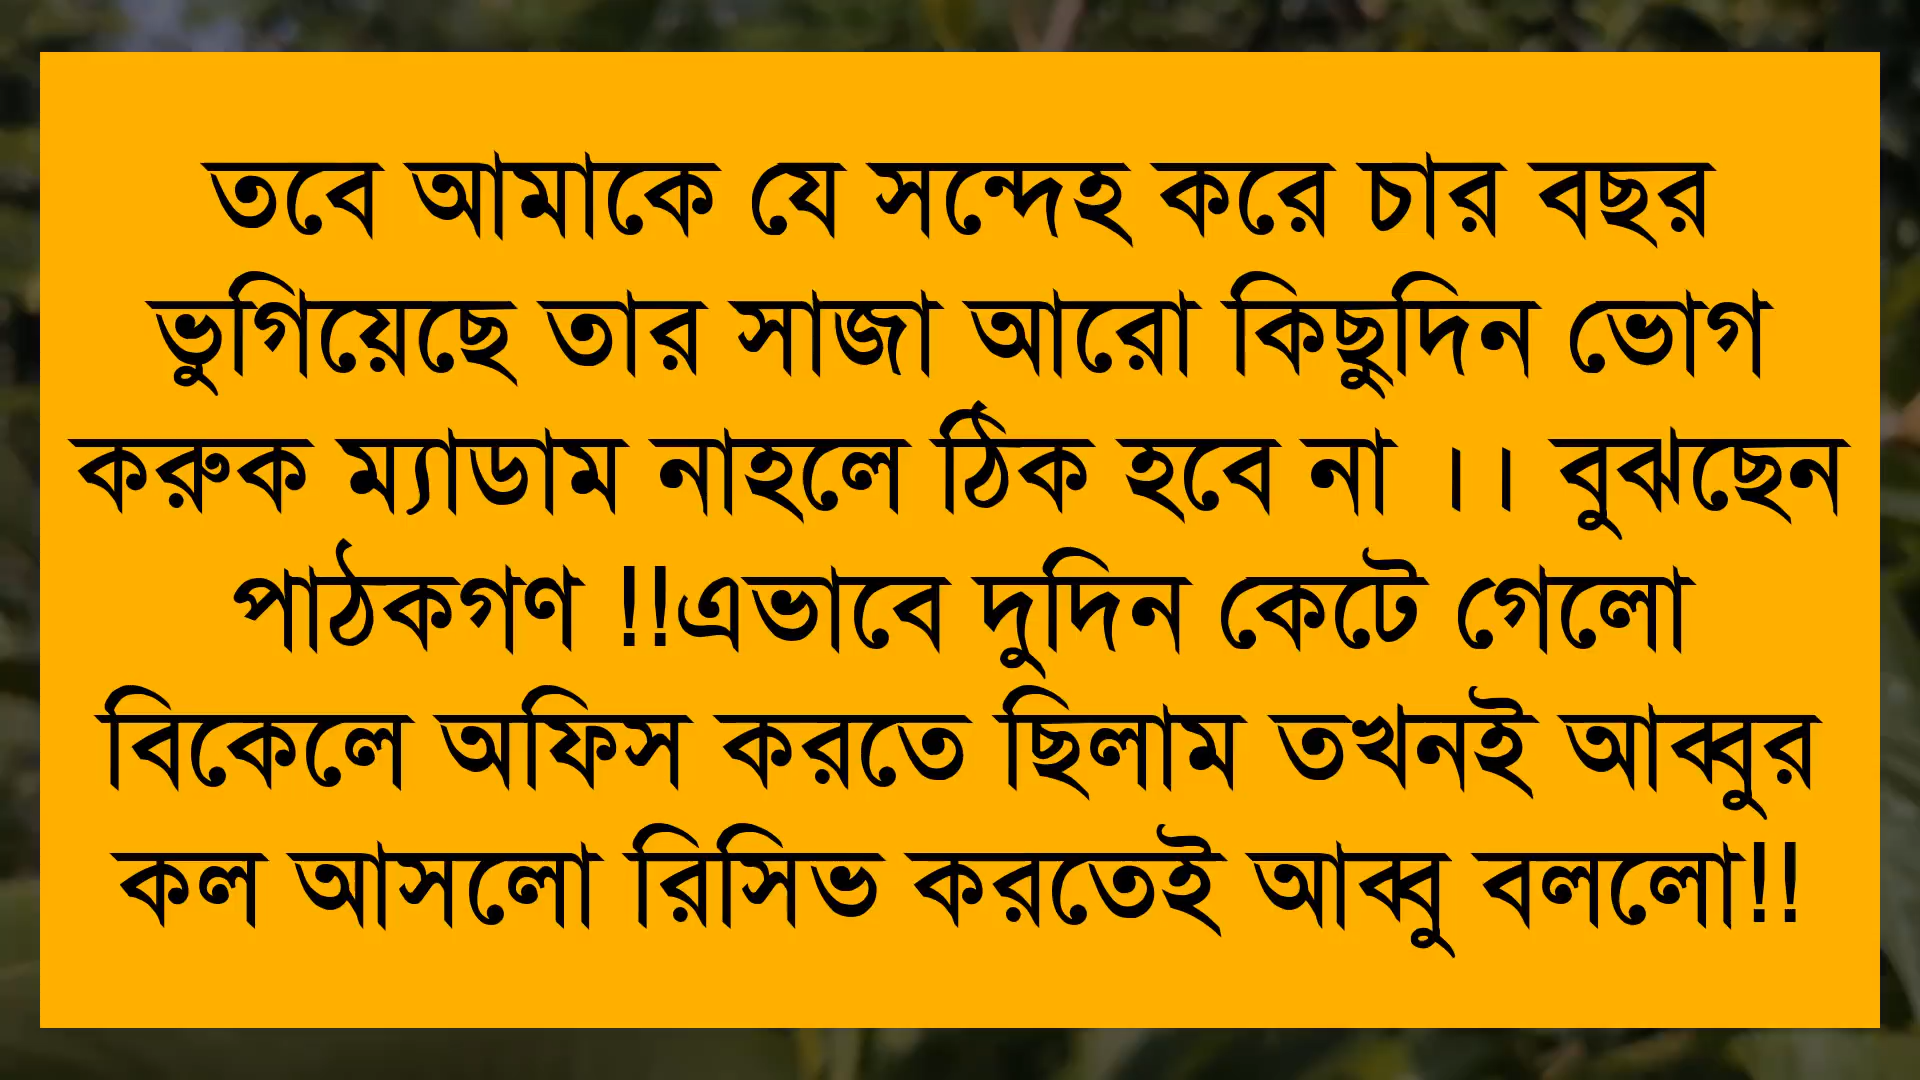 তবে আমাকে যে সন্দেহ করে চার বছর
ভুগিয়েছে তার সাজা আরো কিছুদিন ভোগ
করুক ম্যাডাম নাহলে ঠিক হবে না ।। বুঝছেন
পাঠকগণ !!এভাবে দুদিন কেটে গেলো
বিকেলে অফিস করতে ছিলাম তখনই আব্বুর
কল আসলো রিসিভ করতেই আব্বু বললো!!